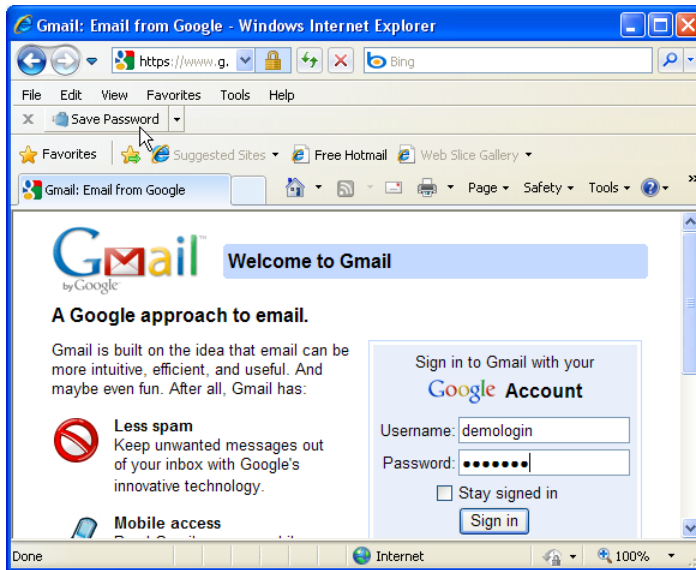 Gmail: Email from Google - Windows Internet Explorer
https://www.g.
Bing
File Edit View Favorites Tools Help
X Save Password
Favorites Suggested Sites Free Hotmail Web Slice Gallery
Gmail: Email from Google Page Safety Tools
Gmail™
by Google
Welcome to Gmail
A Google approach to email.
Gmail is built on the idea that email can be
more intuitive, efficient, and useful. And
maybe even fun. After all, Gmail has:
Less spam
Keep unwanted messages out
of your inbox with Google's
innovative technology.
Mobile access
Sign in to Gmail with your
Google Account
Username: demologin
Password: ●●●●●●●
Stay signed in
Sign in
Done Internet 100%